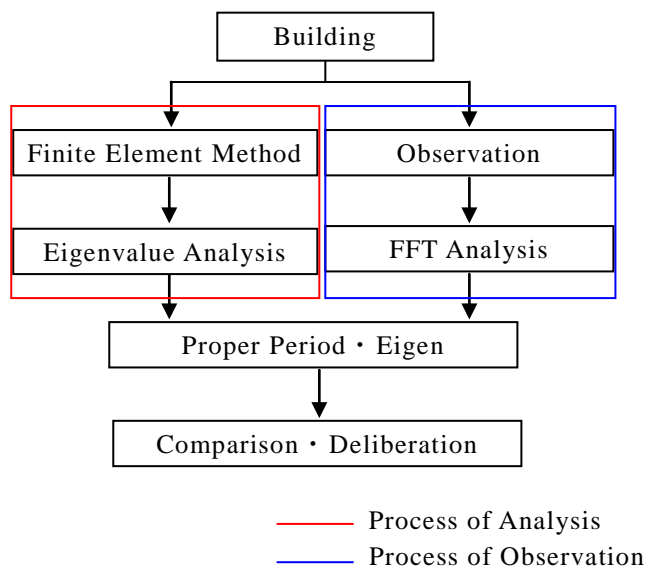 Building
Finite Element Method
Observation
Eigenvalue Analysis
FFT Analysis
Proper Period・Eigen
Comparison・Deliberation
Process of Analysis
Process of Observation